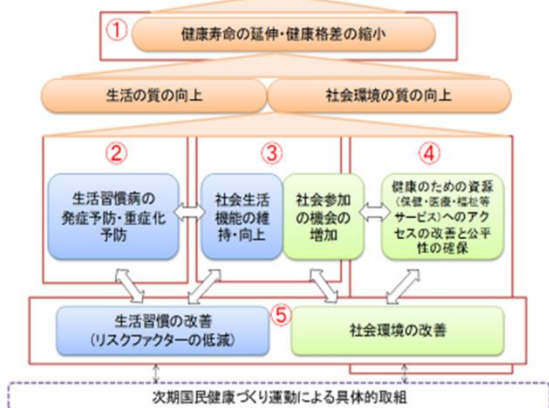 ①
健康寿命の延伸・健康格差の縮小
生活の質の向上
社会環境の質の向上
②
③
④
生活習慣病の
発症予防・重症化
予防
社会生活
機能の維
持・向上
社会参加
の機会の
増加
健康のための資源
(保健・医療・福祉等
サービス)へのアク
セスの改善と公平
性の確保
⑤
生活習慣の改善
(リスクファクターの低減)
社会環境の改善
次期国民健康づくり運動による具体的取組